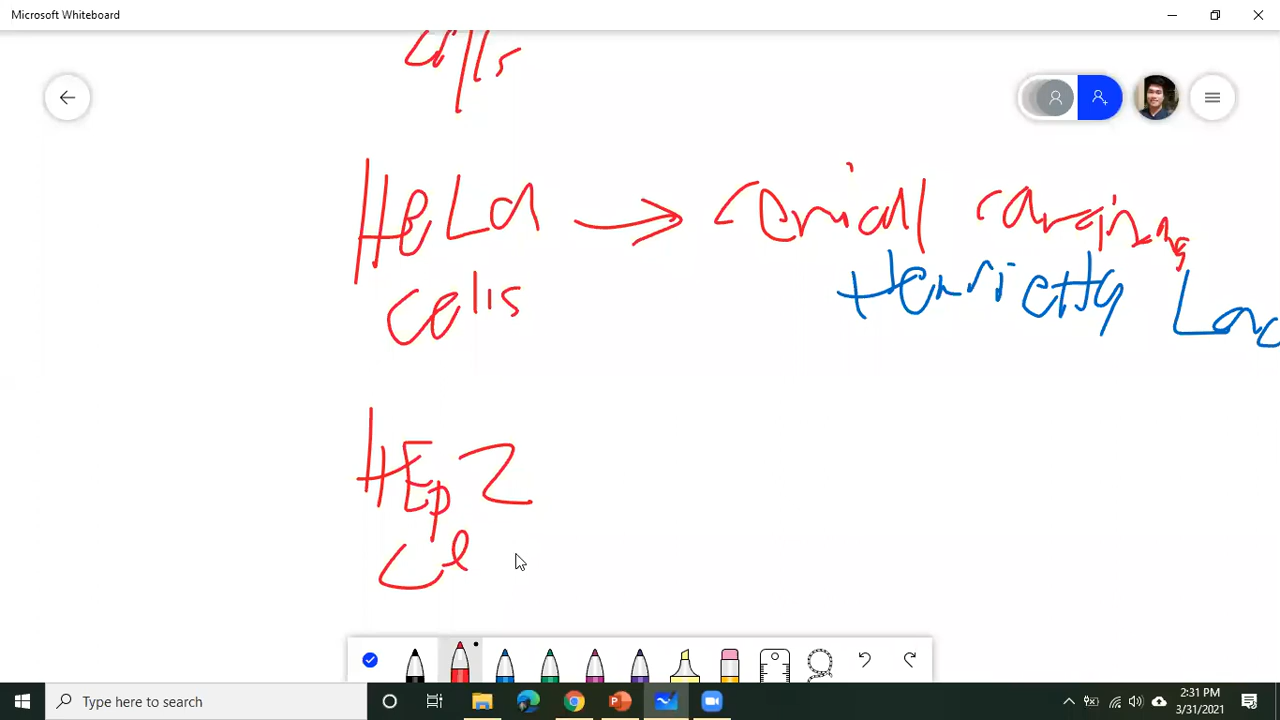 Microsoft Whiteboard
cells
HeLa → cervical carcinoma
cells
Henrietta Lac
HEp 2
Ce
Type here to search
2:31 PM
3/31/2021